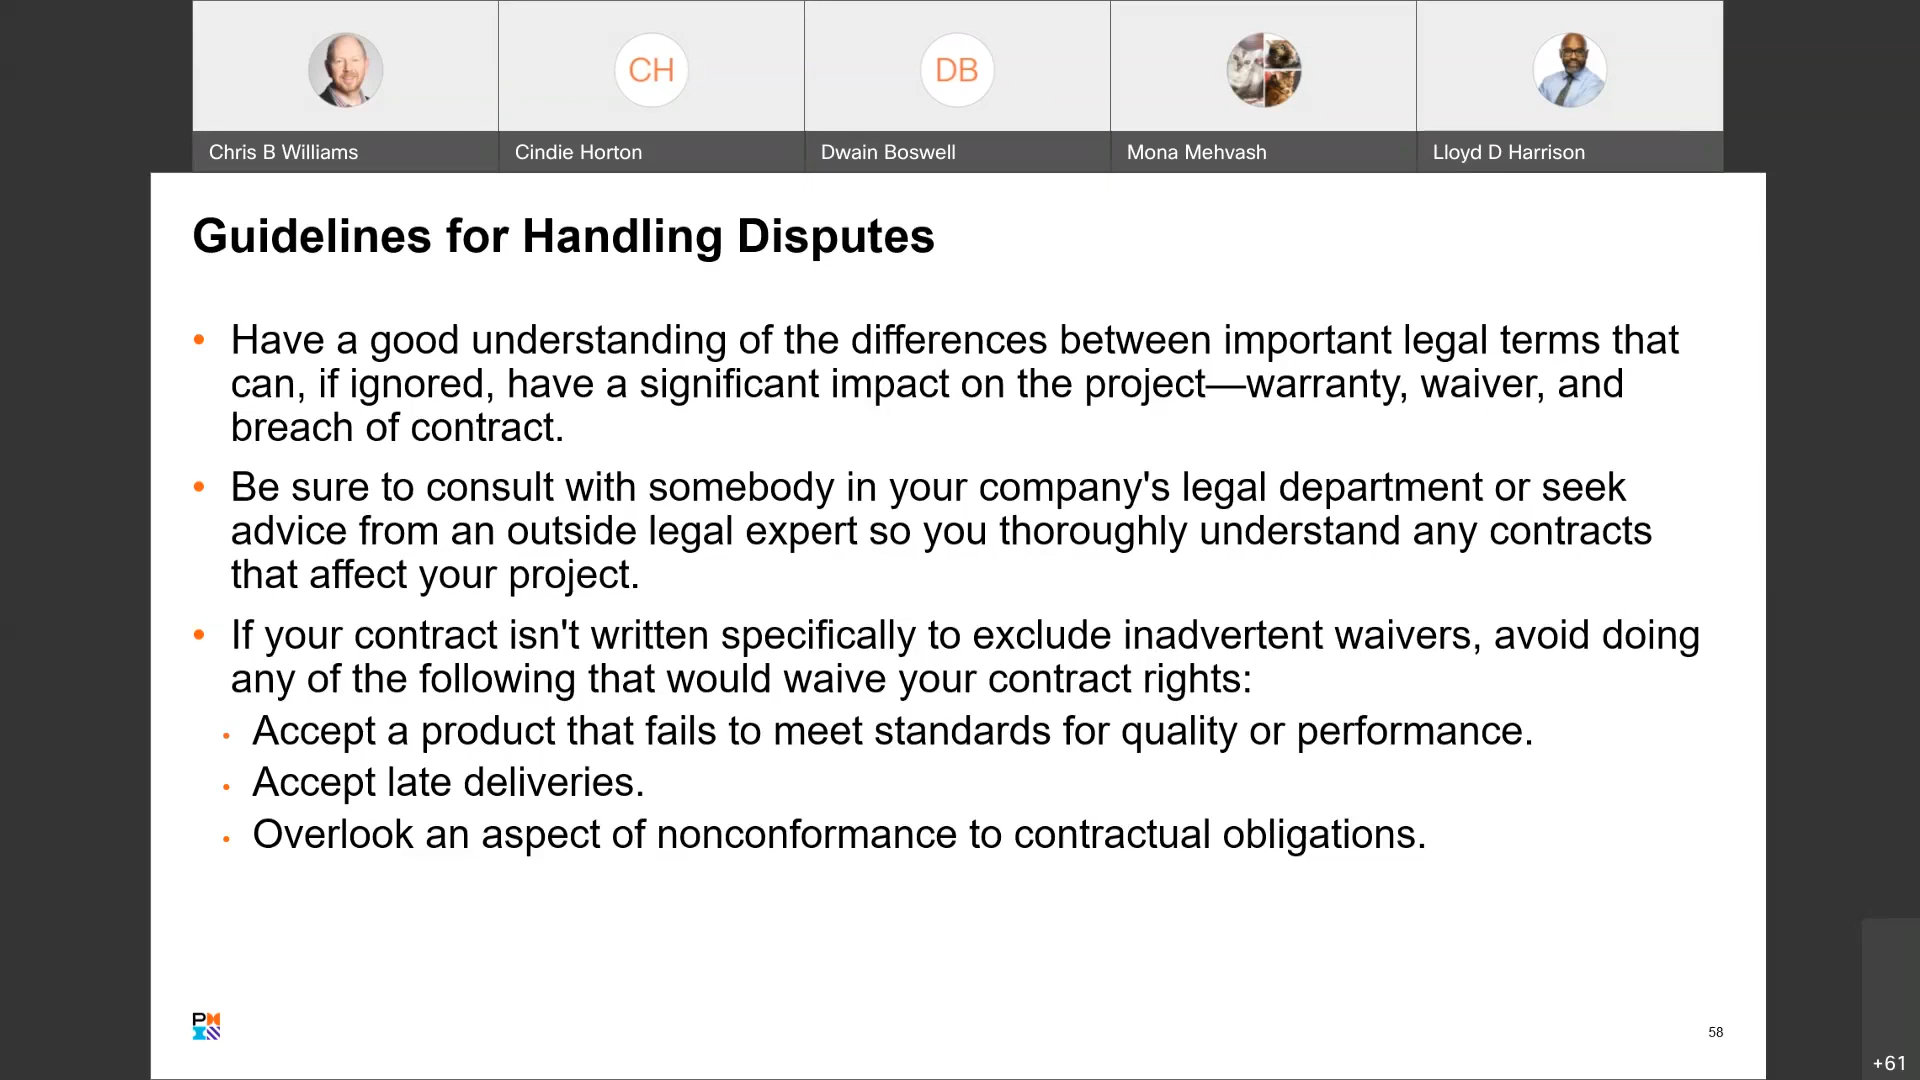 CH
DB
Chris B Williams
Cindie Horton
Dwain Boswell
Mona Mehvash
Lloyd D Harrison
Guidelines for Handling Disputes
• Have a good understanding of the differences between important legal terms that
can, if ignored, have a significant impact on the project—warranty, waiver, and
breach of contract.
• Be sure to consult with somebody in your company's legal department or seek
advice from an outside legal expert so you thoroughly understand any contracts
that affect your project.
• If your contract isn't written specifically to exclude inadvertent waivers, avoid doing
any of the following that would waive your contract rights:
• Accept a product that fails to meet standards for quality or performance.
• Accept late deliveries.
• Overlook an aspect of nonconformance to contractual obligations.
P
58
+61